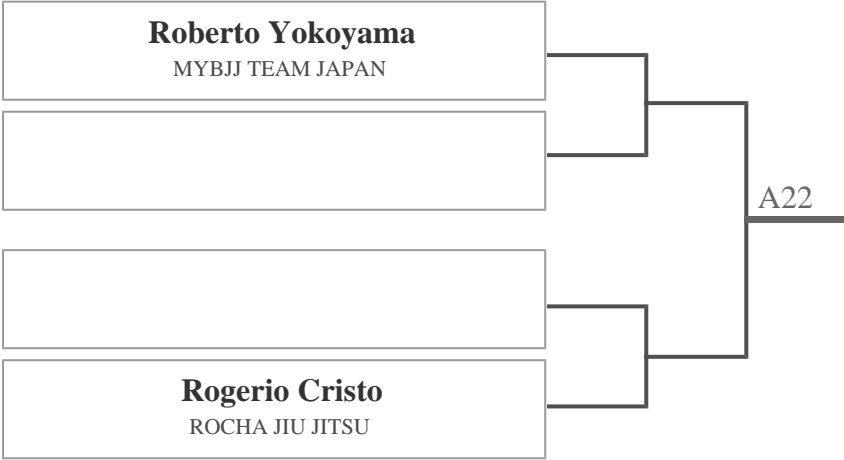 Roberto Yokoyama
MYBJJ TEAM JAPAN
A22
Rogerio Cristo
ROCHA JIU JITSU